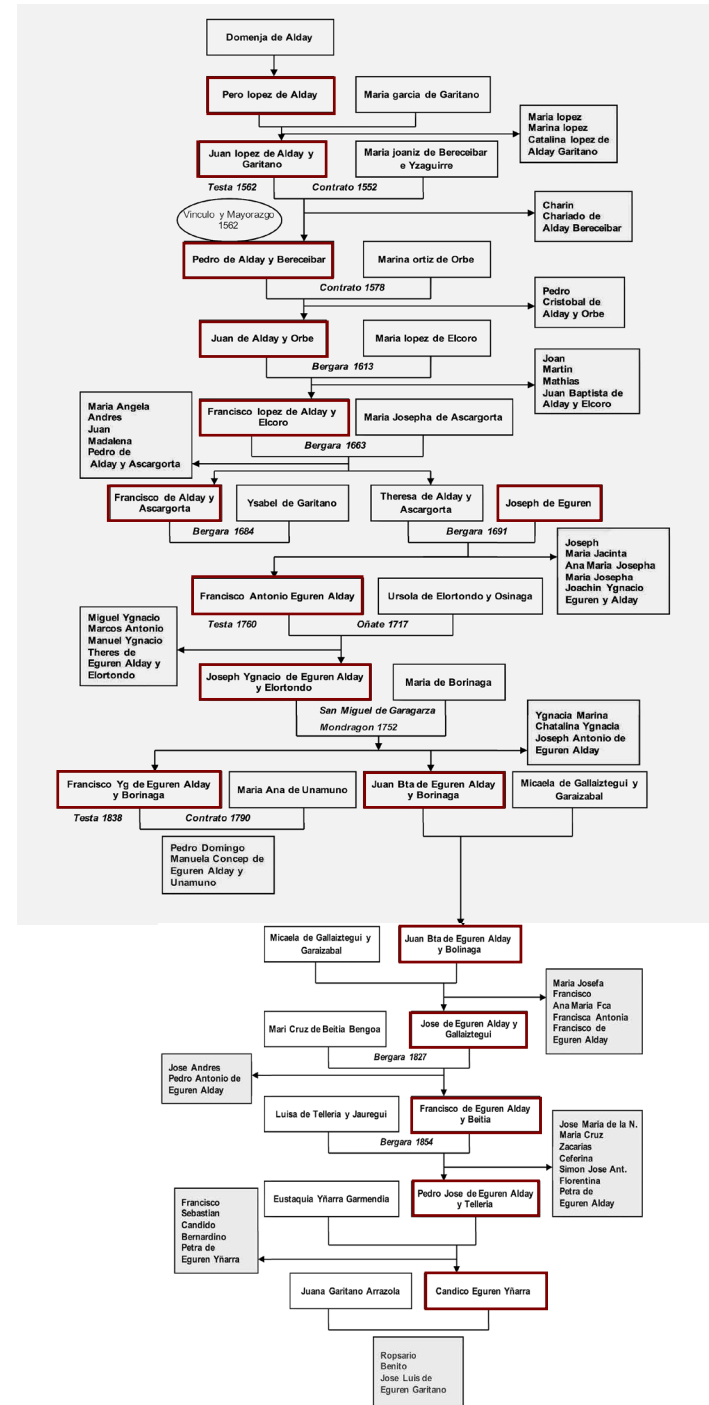 Domenja de Alday
Pero lopez de Alday
Maria garcia de Garitano
Maria lopez
Marina lopez
Catalina lopez de
Alday Garitano
Juan lopez de Alday y
Garitano
Maria joaniz de Bereceibar
e Yzaguirre
Testa 1562
Contrato 1552
Vinculo y Mayorazgo
1562
Charin
Chariado de
Alday Bereceibar
Pedro de Alday y Bereceibar
Marina ortiz de Orbe
Contrato 1578
Pedro
Cristobal de
Alday y Orbe
Juan de Alday y Orbe
Maria lopez de Elcoro
Bergara 1613
Joan
Martin
Mathias
Juan Baptista de
Alday y Elcoro
Maria Angela
Andres
Juan
Madalena
Pedro de
Alday y Ascargorta
Francisco lopez de Alday y
Elcoro
Maria Josepha de Ascargorta
Bergara 1663
Francisco de Alday y
Ascargorta
Ysabel de Garitano
Theresa de Alday y
Ascargorta
Joseph de Eguren
Bergara 1684
Bergara 1691
Joseph
Maria Jacinta
Ana Maria Josepha
Maria Josepha
Joachin Ygnacio
Eguren y Alday
Francisco Antonio Eguren Alday
Ursola de Elortondo y Osinaga
Testa 1760
Oñate 1717
Miguel Ygnacio
Marcos Antonio
Manuel Ygnacio
Theres de
Eguren Alday y
Elortondo
Joseph Ygnacio de Eguren Alday
y Elortondo
Maria de Borinaga
San Miguel de Garagarza
Mondragon 1752
Ygnacia Marina
Chatalina Ygnacia
Joseph Antonio de
Eguren Alday
Francisco Yg de Eguren Alday
y Borinaga
Maria Ana de Unamuno
Juan Bta de Eguren Alday
y Borinaga
Micaela de Gallaiztegui y
Garaizabal
Testa 1838
Contrato 1790
Pedro Domingo
Manuela Concep de
Eguren Alday y
Unamuno
Micaela de Gallaiztegui y
Garaizabal
Juan Bta de Eguren Alday
y Bolinaga
Maria Josefa
Francisco
Ana Maria Fca
Francisca Antonia
Francisco de
Eguren Alday
Mari Cruz de Beitia Bengoa
Jose de Eguren Alday y
Gallaiztegui
Bergara 1827
Jose Andres
Pedro Antonio de
Eguren Alday
Luisa de Telleria y Jauregui
Francisco de Eguren Alday
y Beitia
Bergara 1854
Jose Maria de la N.
Maria Cruz
Zacarias
Ceferina
Simon Jose Ant.
Florentina
Petra de
Eguren Alday
Eustaquia Yñarra Garmendia
Pedro Jose de Eguren Alday
y Telleria
Francisco
Sebastian
Candido
Bernardino
Petra de
Eguren Yñarra
Juana Garitano Arrazola
Candico Eguren Yñarra
Ropsario
Benito
Jose Luis de
Eguren Garitano